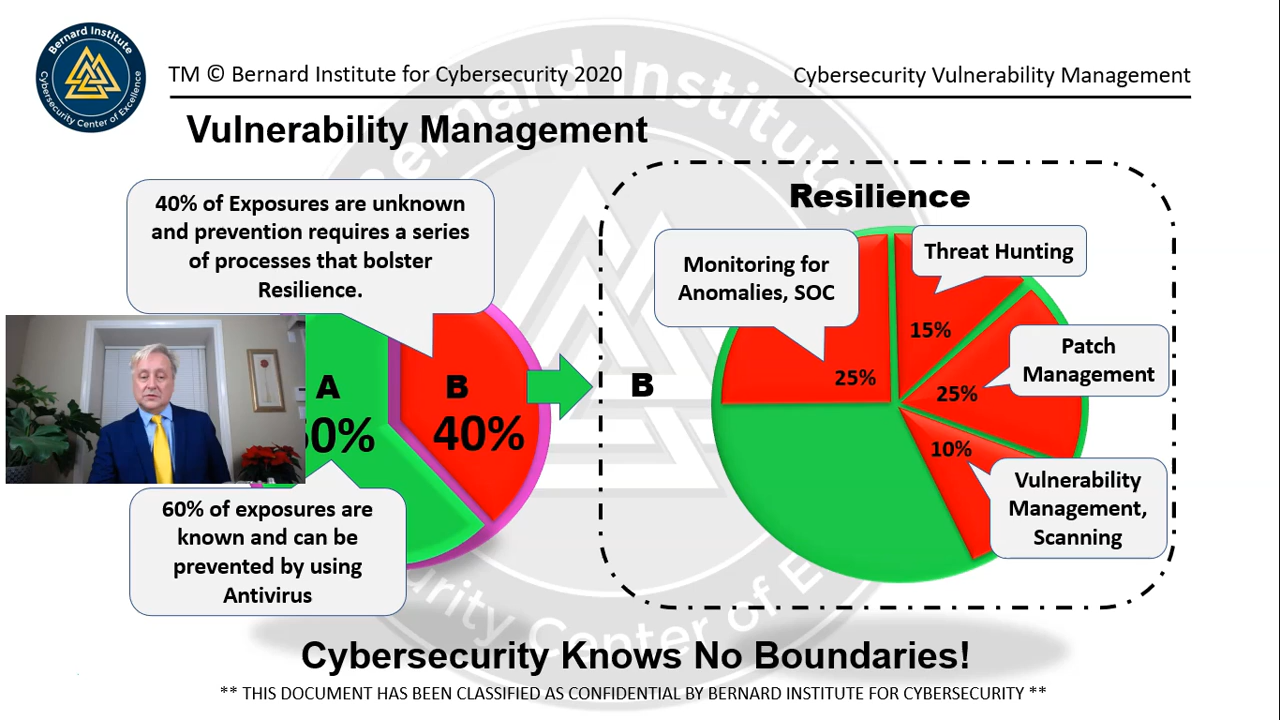 Bernard Institute
Cybersecurity Center of Excellence
TM © Bernard Institute for Cybersecurity 2020
Cybersecurity Vulnerability Management
Vulnerability Management
40% of Exposures are unknown
and prevention requires a series
of processes that bolster
Resilience.
A
B
40%
60% of exposures are
known and can be
prevented by using
Antivirus
Resilience
B
Monitoring for
Anomalies, SOC
25%
Threat Hunting
15%
Patch
Management
25%
Vulnerability
Management,
Scanning
10%
Cybersecurity Knows No Boundaries!
** THIS DOCUMENT HAS BEEN CLASSIFIED AS CONFIDENTIAL BY BERNARD INSTITUTE FOR CYBERSECURITY **